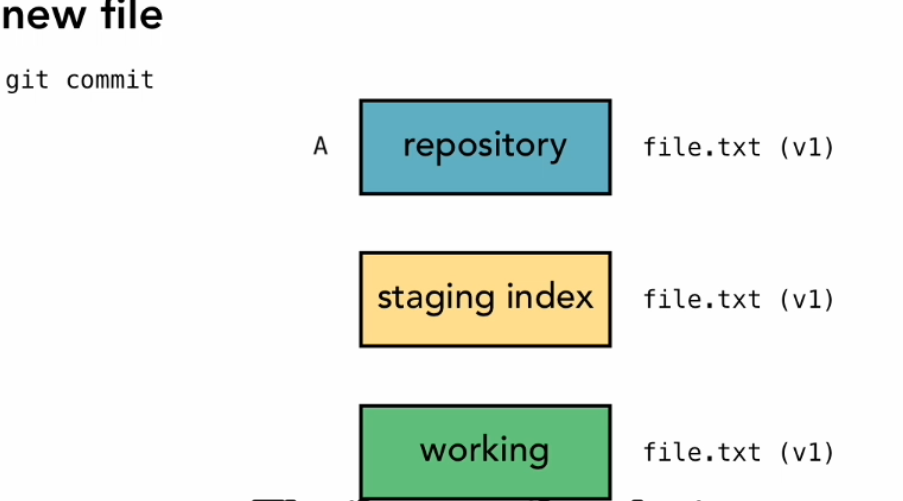 new file
git commit
A
repository
file.txt (v1)
staging index
file.txt (v1)
working
file.txt (v1)